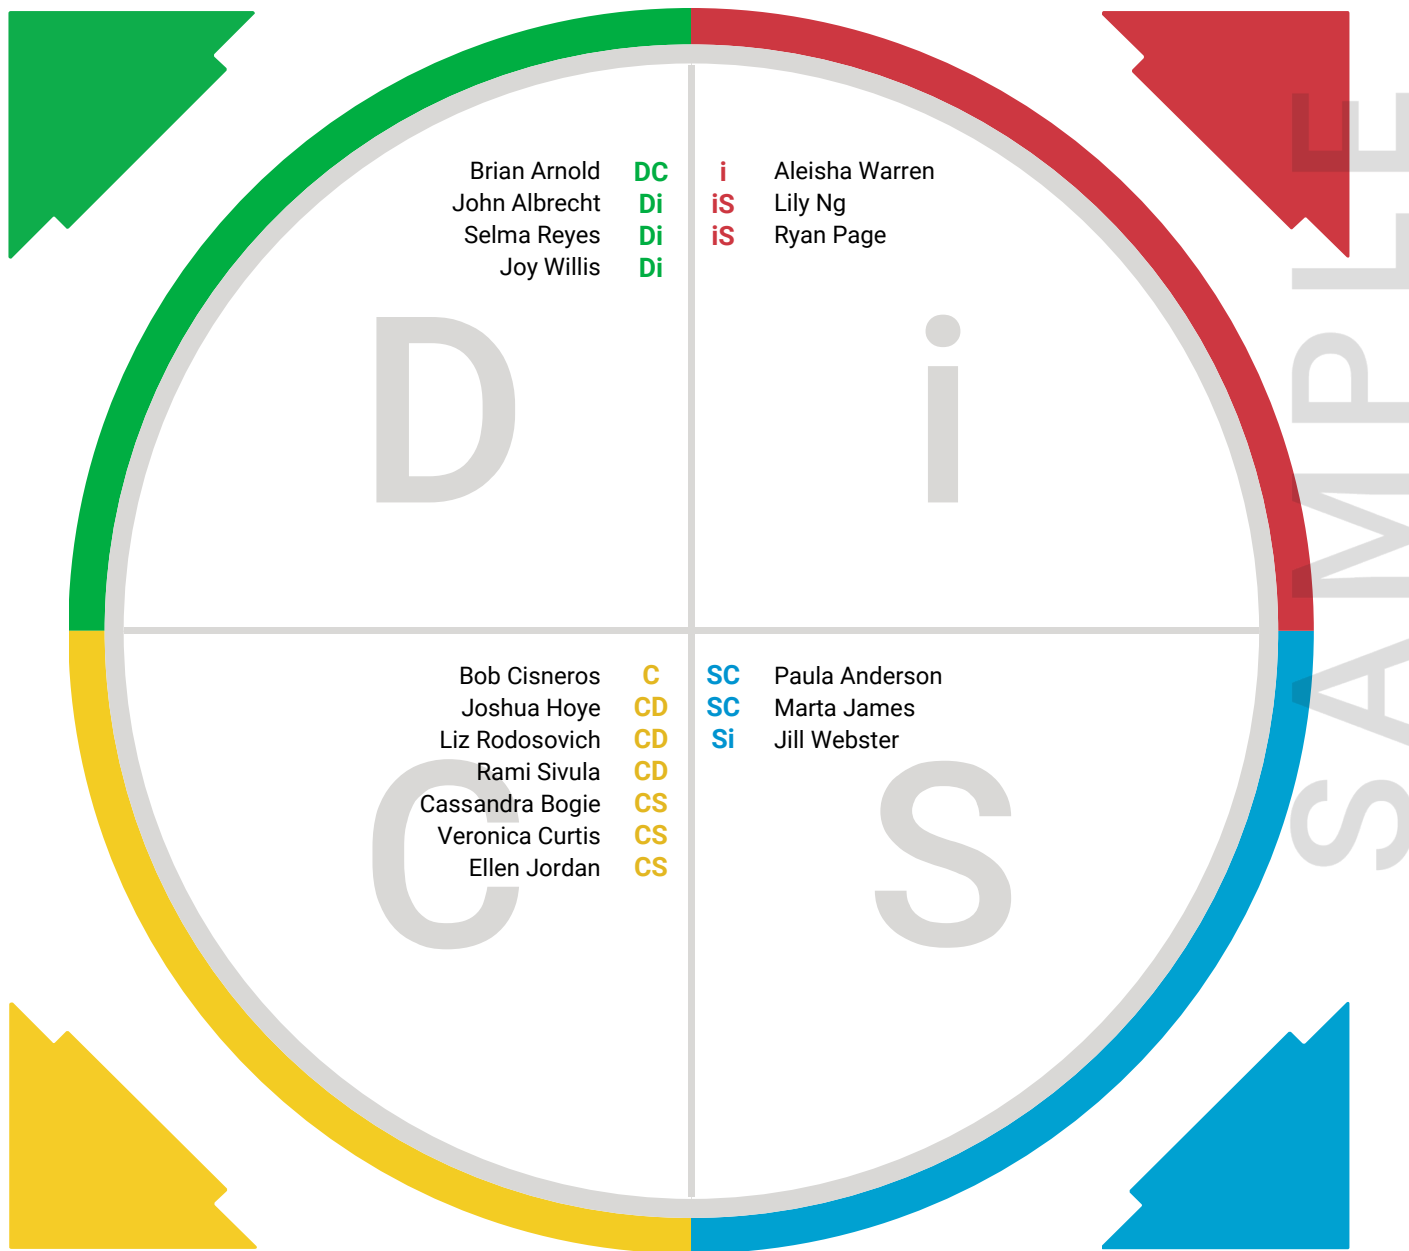 Brian Arnold DC
John Albrecht Di
Selma Reyes Di
Joy Willis Di
i Aleisha Warren
iS Lily Ng
iS Ryan Page
D
i
Bob Cisneros C
Joshua Hoye CD
Liz Rodosovich CD
Rami Sivula CD
Cassandra Bogie CS
Veronica Curtis CS
Ellen Jordan CS
SC Paula Anderson
SC Marta James
Si Jill Webster
C
S
SAMPLE